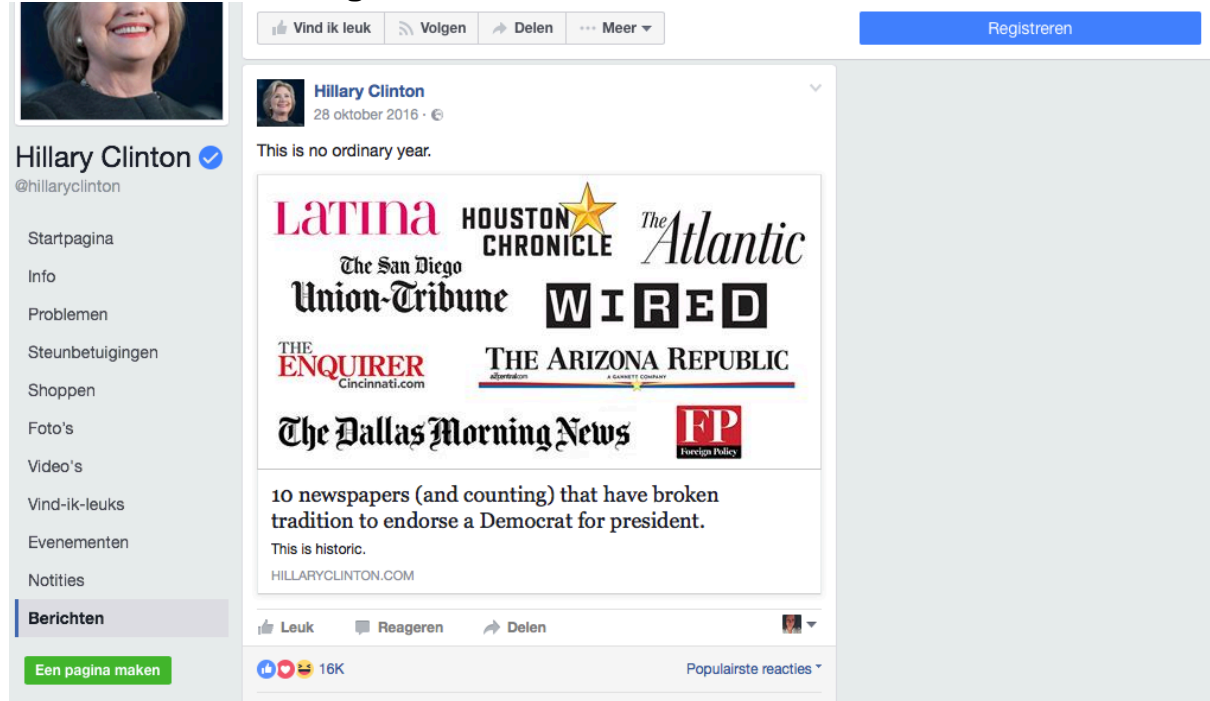 Vind ik leuk Volgen Delen ··· Meer
Registreren
Hillary Clinton
@hillaryclinton
Startpagina
Info
Problemen
Steunbetuigingen
Shoppen
Foto's
Video's
Vind-ik-leuks
Evenementen
Notities
Berichten
Een pagina maken
Hillary Clinton
28 oktober 2016 ·
This is no ordinary year.
LaTINa
HOUSTON
CHRONICLE
The Atlantic
The San Diego
Union-Tribune
WIRED
THE
ENQUIRER
Cincinnati.com
THE ARIZONA REPUBLIC
azcentral.com A GANNETT COMPANY
The Dallas Morning News
FP
Foreign Policy
10 newspapers (and counting) that have broken
tradition to endorse a Democrat for president.
This is historic.
HILLARYCLINTON.COM
Leuk Reageren Delen
16K Populairste reacties